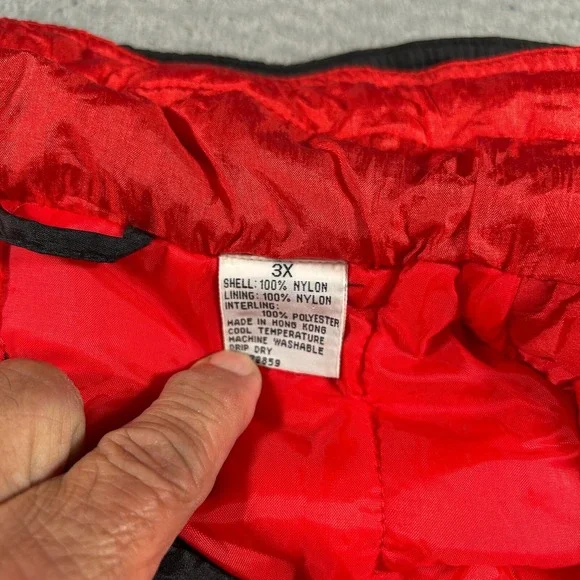 3X
SHELL: 100% NYLON
LINING: 100% NYLON
INTERLING:
100% POLYESTER
MADE IN HONG KONG
COOL TEMPERATURE
MACHINE WASHABLE
DRIP DRY